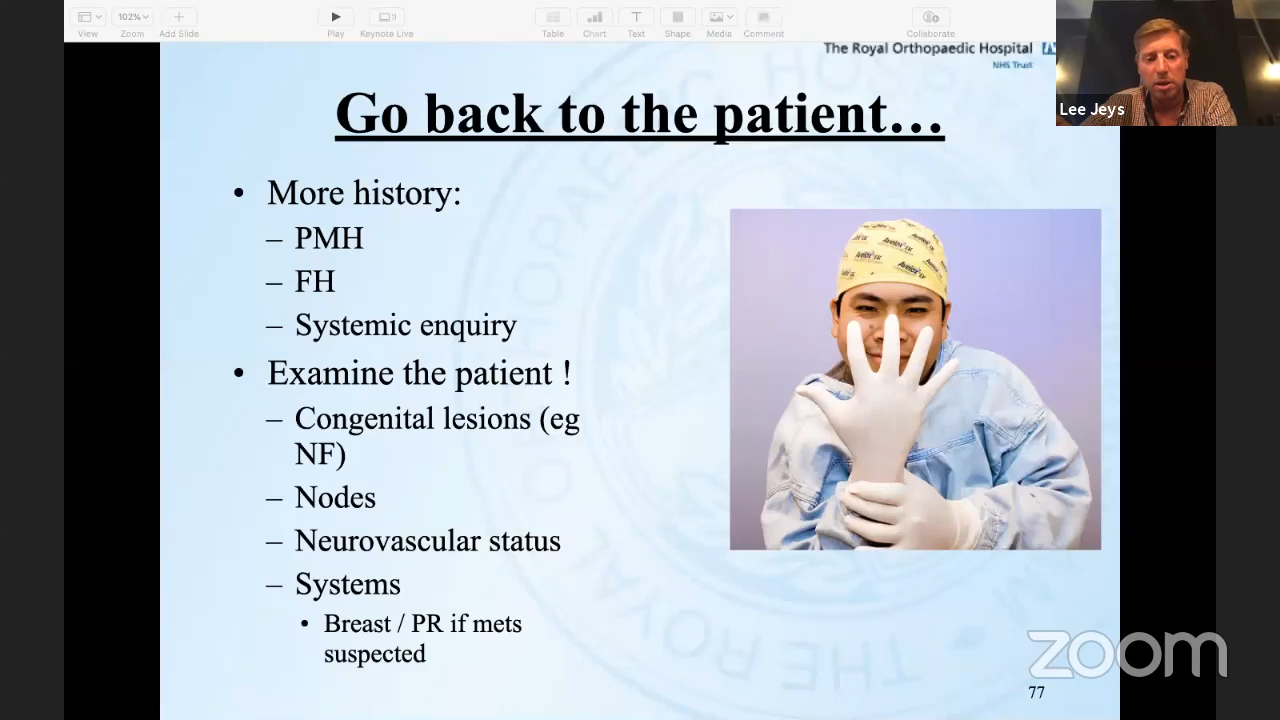 102%
View
Zoom
Add Slide
Play
Keynote Live
Table
Chart
Text
Shape
Media
Comment
Collaborate
The Royal Orthopaedic Hospital
NHS Trust
Lee Jeys
Go back to the patient…
• More history:
– PMH
– FH
– Systemic enquiry
• Examine the patient !
– Congenital lesions (eg
NF)
– Nodes
– Neurovascular status
– Systems
• Breast / PR if mets
suspected
THE ROYAL
zoom
77